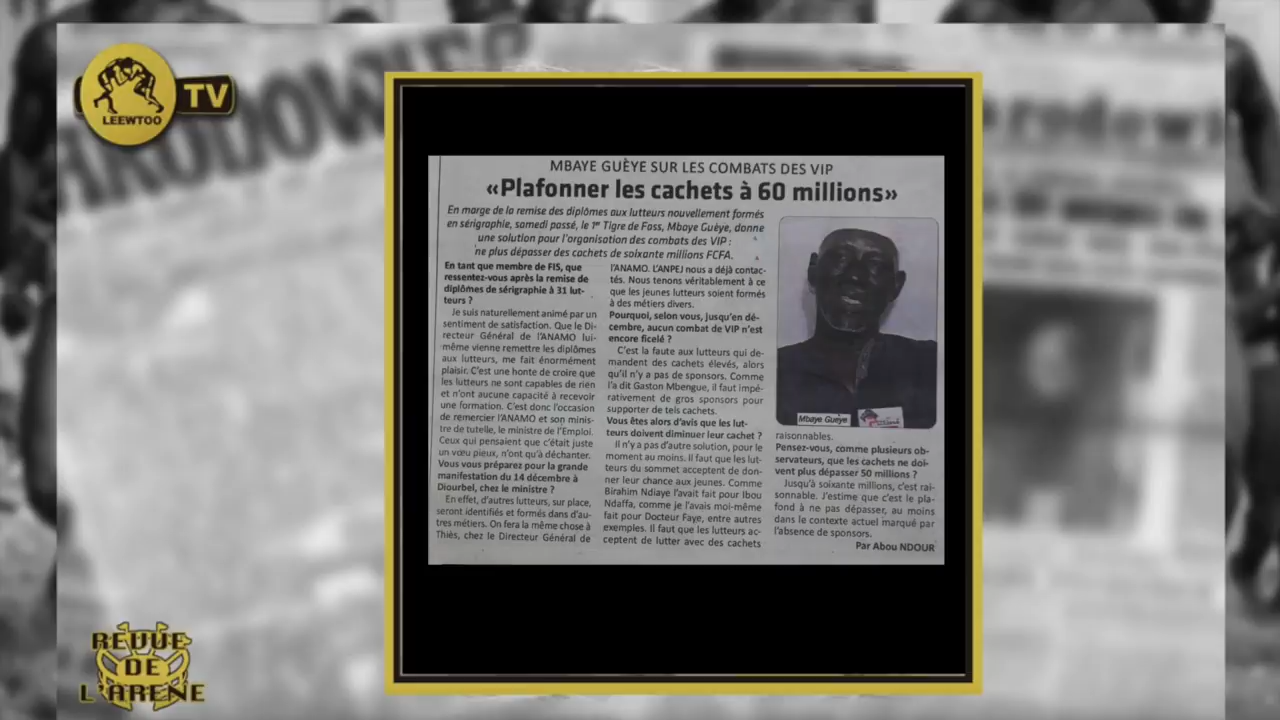 LEEWTOO
TV
MBAYE GUÈYE SUR LES COMBATS DES VIP
«Plafonner les cachets à 60 millions»
En marge de la remise des diplômes aux lutteurs nouvellement formés
en sérigraphie, samedi passé, le 1er Tigre de Fass, Mbaye Guèye, donne
une solution pour l'organisation des combats des VIP :
ne plus dépasser des cachets de soixante millions FCFA.
En tant que membre de FIS, que
ressentez-vous après la remise de
diplômes de sérigraphie à 31 lut-
teurs ?
Je suis naturellement animé par un
sentiment de satisfaction. Que le Di-
recteur Général de l'ANAMO lui-
même vienne remettre les diplômes
aux lutteurs, me fait énormément
plaisir. C'est une honte de croire que
les lutteurs ne sont capables de rien
et n'ont aucune capacité à recevoir
une formation. C'est donc l'occasion
de remercier l'ANAMO et son minis-
tre de tutelle, le ministre de l'Emploi.
Ceux qui pensaient que c'était juste
un vœu pieux, n'ont qu'à déchanter.
Vous vous préparez pour la grande
manifestation du 14 décembre à
Diourbel, chez le ministre ?
En effet, d'autres lutteurs, sur place,
seront identifiés et formés dans d'au-
tres métiers. On fera la même chose à
Thiès, chez le Directeur Général de
l'ANAMO. L'ANPEJ nous a déjà contac-
tés. Nous tenons véritablement à ce
que les jeunes lutteurs soient formés
à des métiers divers.
Pourquoi, selon vous, jusqu'en dé-
cembre, aucun combat de VIP n'est
encore ficelé ?
C'est la faute aux lutteurs qui de-
mandent des cachets élevés, alors
qu'il n'y a pas de sponsors. Comme
l'a dit Gaston Mbengue, il faut impé-
rativement de gros sponsors pour
supporter de tels cachets.
Vous êtes alors d'avis que les lut-
teurs doivent diminuer leur cachet ?
Il n'y a pas d'autre solution, pour le
moment au moins. Il faut que les lut-
teurs du sommet acceptent de don-
ner leur chance aux jeunes. Comme
Birahim Ndiaye l'avait fait pour Ibou
Ndaffa, comme je l'avais moi-même
fait pour Docteur Faye, entre autres
exemples. Il faut que les lutteurs ac-
ceptent de lutter avec des cachets
Mbaye Guèye
raisonnables.
Pensez-vous, comme plusieurs ob-
servateurs, que les cachets ne doi-
vent plus dépasser 50 millions ?
Jusqu'à soixante millions, c'est rai-
sonnable. J'estime que c'est le pla-
fond à ne pas dépasser, au moins
dans le contexte actuel marqué par
l'absence de sponsors.
Par Abou NDOUR
REVUE
DE
L'ARENE